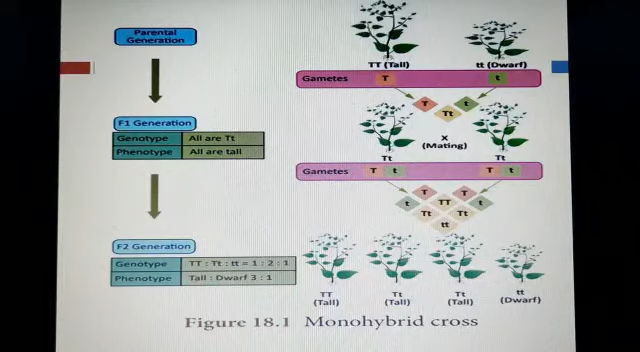 Parental
Generation
TT (Tall)
tt (Dwarf)
Gametes T t
T t
Tt
F1 Generation
Genotype All are Tt
Phenotype All are tall
X
(Mating)
Tt Tt
Gametes T t T t
T T
t TT t
Tt Tt
tt
F2 Generation
Genotype TT : Tt : tt = 1 : 2 : 1
Phenotype Tall : Dwarf 3 : 1
TT
(Tall)
Tt
(Tall)
Tt
(Tall)
tt
(Dwarf)
Figure 18.1 Monohybrid cross